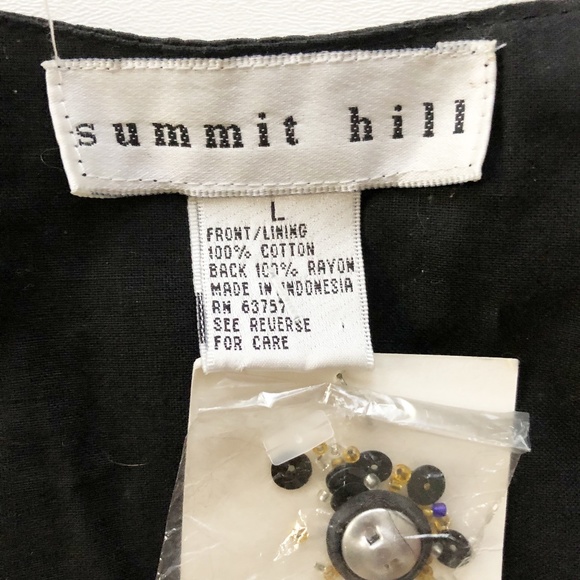 summit hill
L
FRONT/LINING
100% COTTON
BACK 100% RAYON
MADE IN INDONESIA
RN 63757
SEE REVERSE
FOR CARE